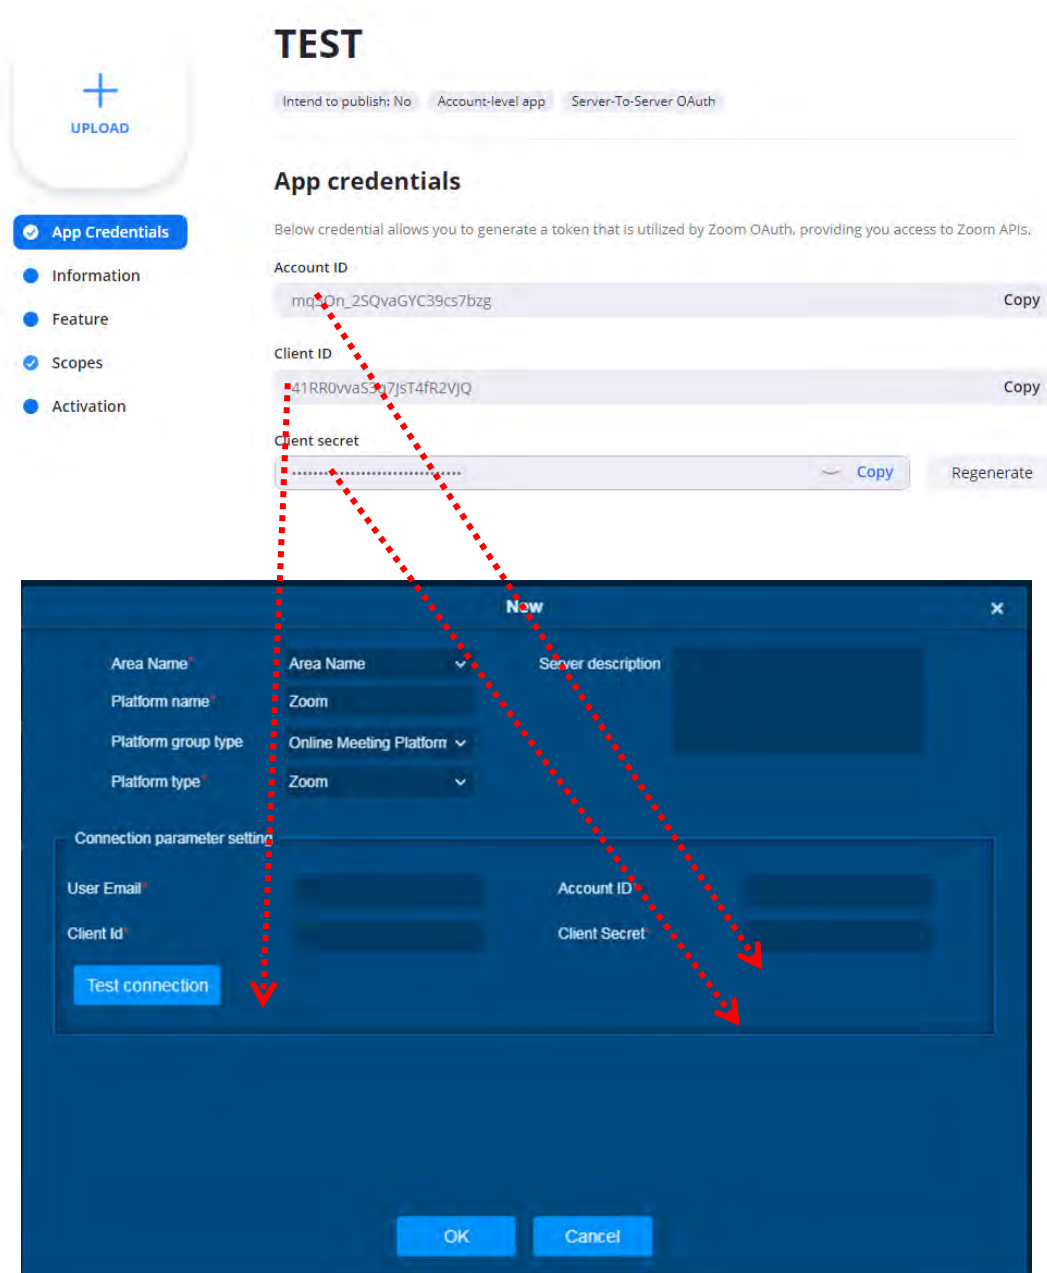 TEST
UPLOAD
Intend to publish: No Account-level app Server-To-Server OAuth
App credentials
App Credentials
Below credential allows you to generate a token that is utilized by Zoom OAuth, providing you access to Zoom APIs.
Information
Account ID
Copy
Feature
Client ID
Scopes
Copy
Activation
Client secret
Copy
Regenerate
New
Area Name* Area Name Server description
Platform name* Zoom
Platform group type Online Meeting Platform
Platform type* Zoom
Connection parameter setting
User Email* Account ID*
Client Id* Client Secret*
Test connection
OK Cancel